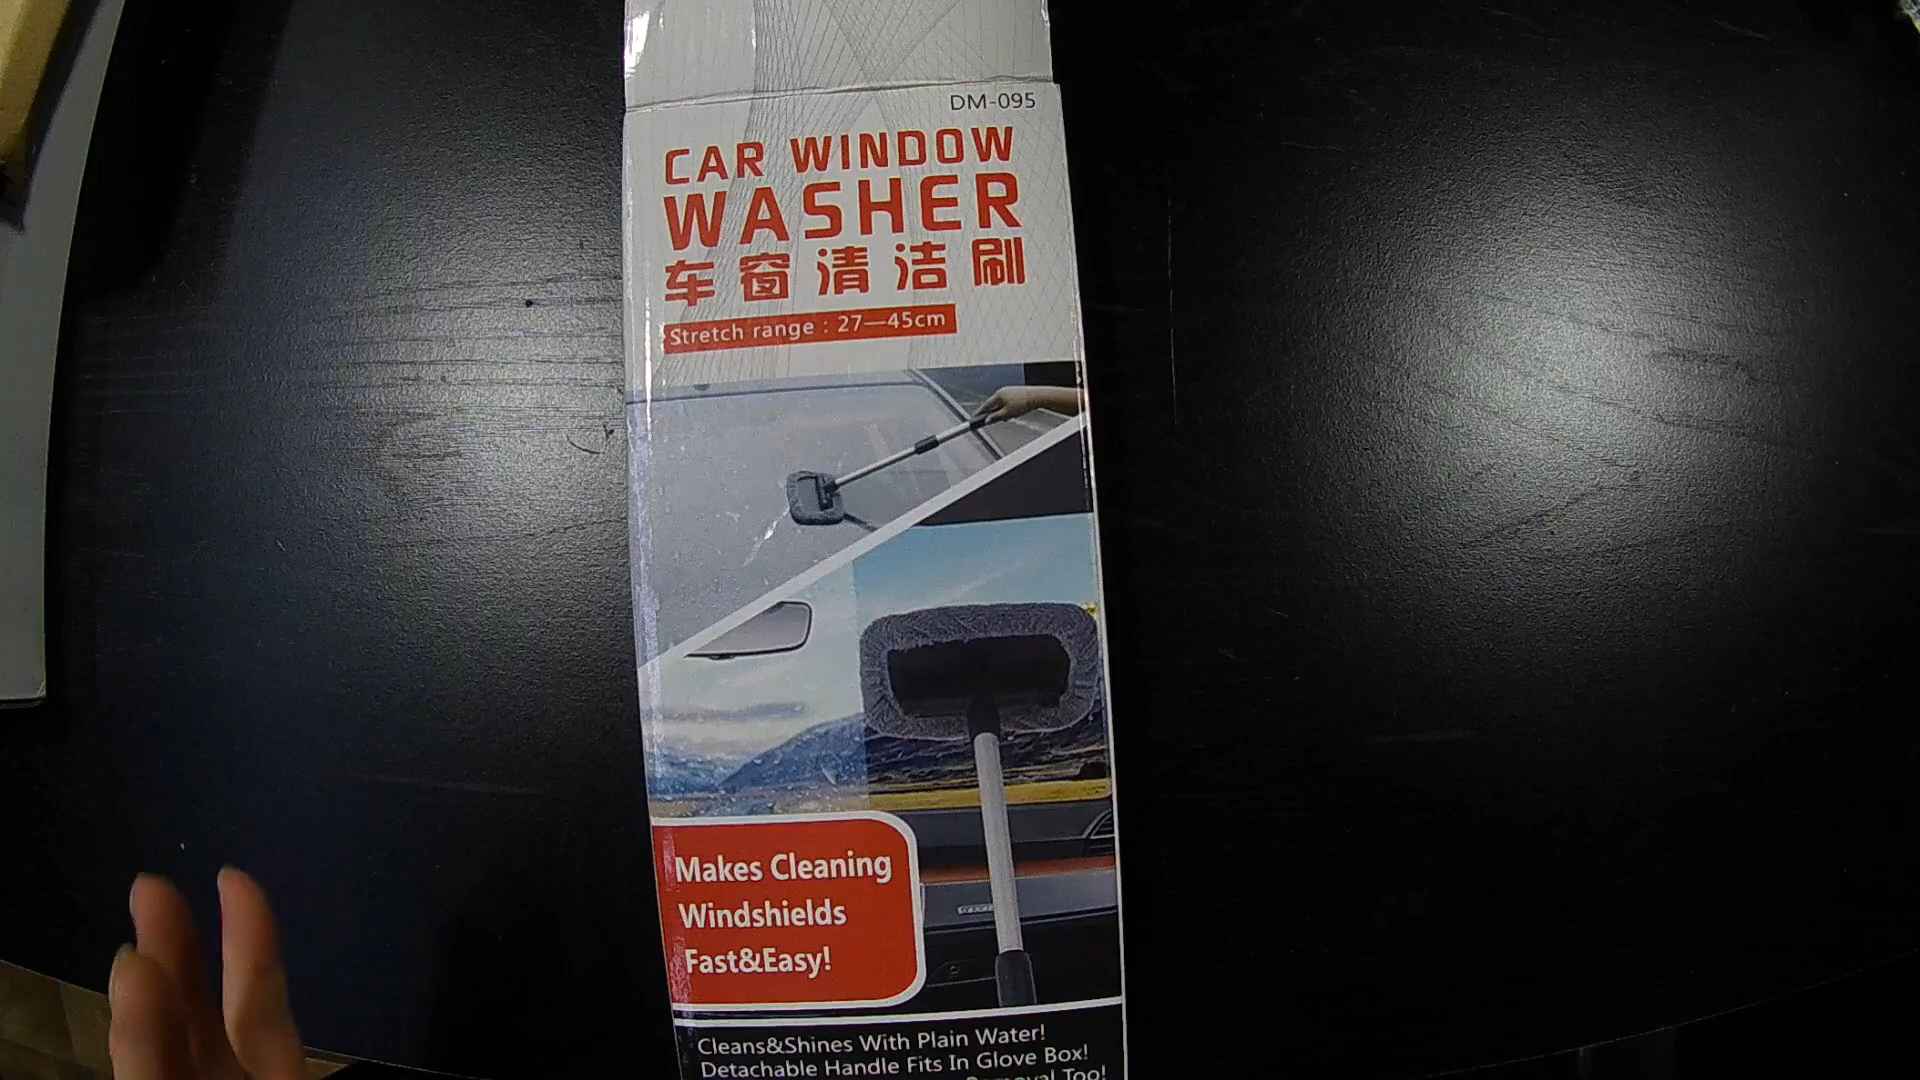 DM-095
CAR WINDOW
WASHER
车窗清洁刷
Stretch range : 27—45cm
Makes Cleaning
Windshields
Fast&Easy!
Cleans&Shines With Plain Water!
Detachable Handle Fits In Glove Box!
Too!